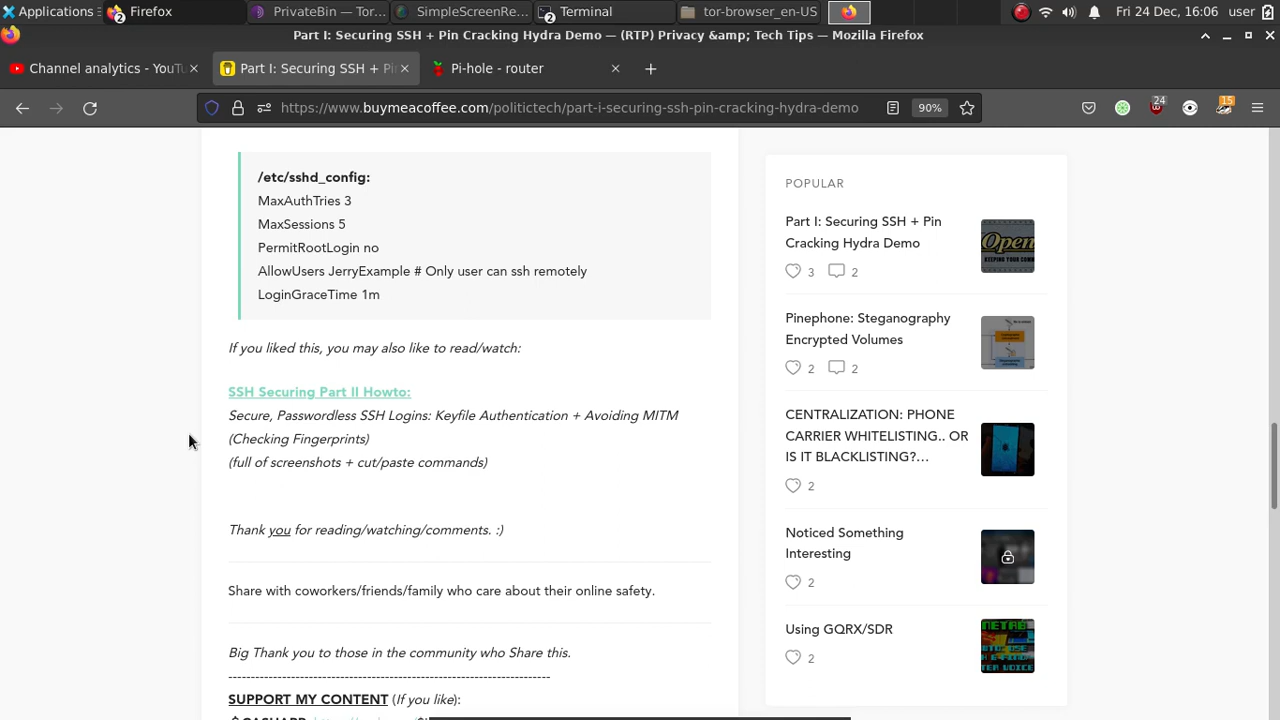 Applications
2 Firefox
PrivateBin — Tor...
SimpleScreenRe...
2 Terminal
tor-browser_en-US
Fri 24 Dec, 16:06 user
Part I: Securing SSH + Pin Cracking Hydra Demo — (RTP) Privacy &amp; Tech Tips — Mozilla Firefox
Channel analytics - YouTu
Part I: Securing SSH + Pi
Pi-hole - router
https://www.buymeacoffee.com/politictech/part-i-securing-ssh-pin-cracking-hydra-demo
90%
24
15
/etc/sshd_config:
MaxAuthTries 3
MaxSessions 5
PermitRootLogin no
AllowUsers JerryExample # Only user can ssh remotely
LoginGraceTime 1m
If you liked this, you may also like to read/watch:
SSH Securing Part II Howto:
Secure, Passwordless SSH Logins: Keyfile Authentication + Avoiding MITM
(Checking Fingerprints)
(full of screenshots + cut/paste commands)
Thank you for reading/watching/comments. :)
Share with coworkers/friends/family who care about their online safety.
Big Thank you to those in the community who Share this.
------------------------------------------------------------
SUPPORT MY CONTENT (If you like):
POPULAR
Part I: Securing SSH + Pin
Cracking Hydra Demo
3 2
Open
Pinephone: Steganography
Encrypted Volumes
2 2
CENTRALIZATION: PHONE
CARRIER WHITELISTING.. OR
IS IT BLACKLISTING?...
2
Noticed Something
Interesting
2
Using GQRX/SDR
2